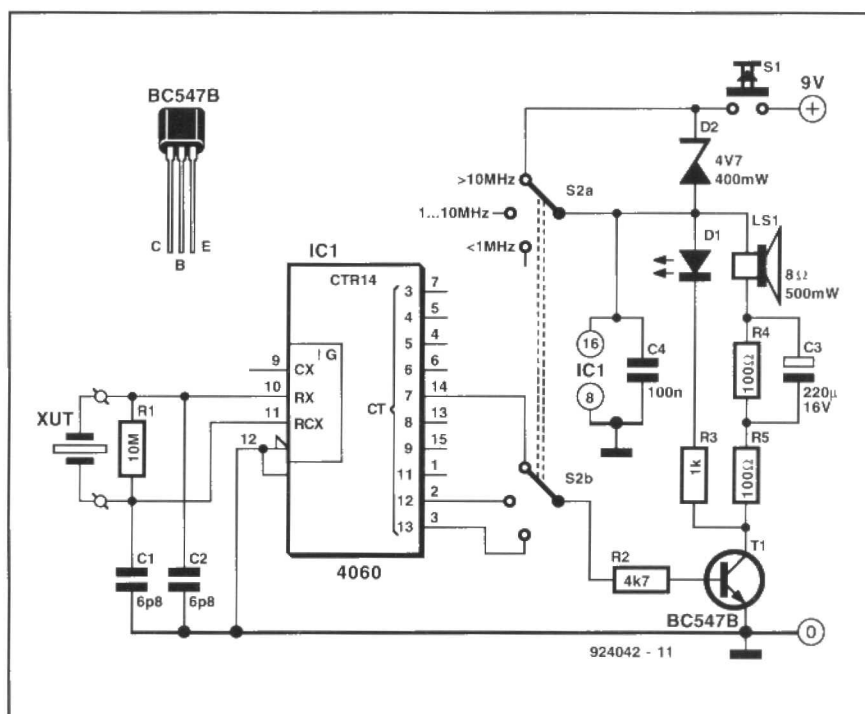 BC547B
C
B
E
S1
9V
+
D2
4V7
400mW
>10MHz
S2a
1...10MHz
<1MHz
D1
LS1
8Ω
500mW
IC1
CTR14
!G
9
CX
10
RX
11
RCX
12
CT
3
7
4
5
5
4
6
6
7
14
8
13
9
15
11
1
12
2
13
3
XUT
R1
10M
16
IC1
8
C4
100n
R4
100Ω
C3
220μ
16V
R3
1k
R5
100Ω
S2b
C1
6p8
C2
6p8
4060
R2
4k7
T1
BC547B
0
924042 - 11